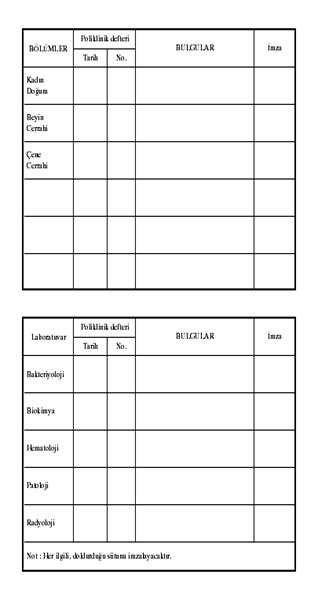 BÖLÜMLER
Poliklinik defteri
BULGULAR
İmza
Tarih
No.
Kadın
Doğum
Beyin
Cerrahi
Çene
Cerrahi
Laboratuvar
Poliklinik defteri
BULGULAR
İmza
Tarih
No.
Bakteriyoloji
Biokimya
Hematoloji
Patoloji
Radyoloji
Not : Her ilgili, doldurduğu sütunu imzalayacaktır.